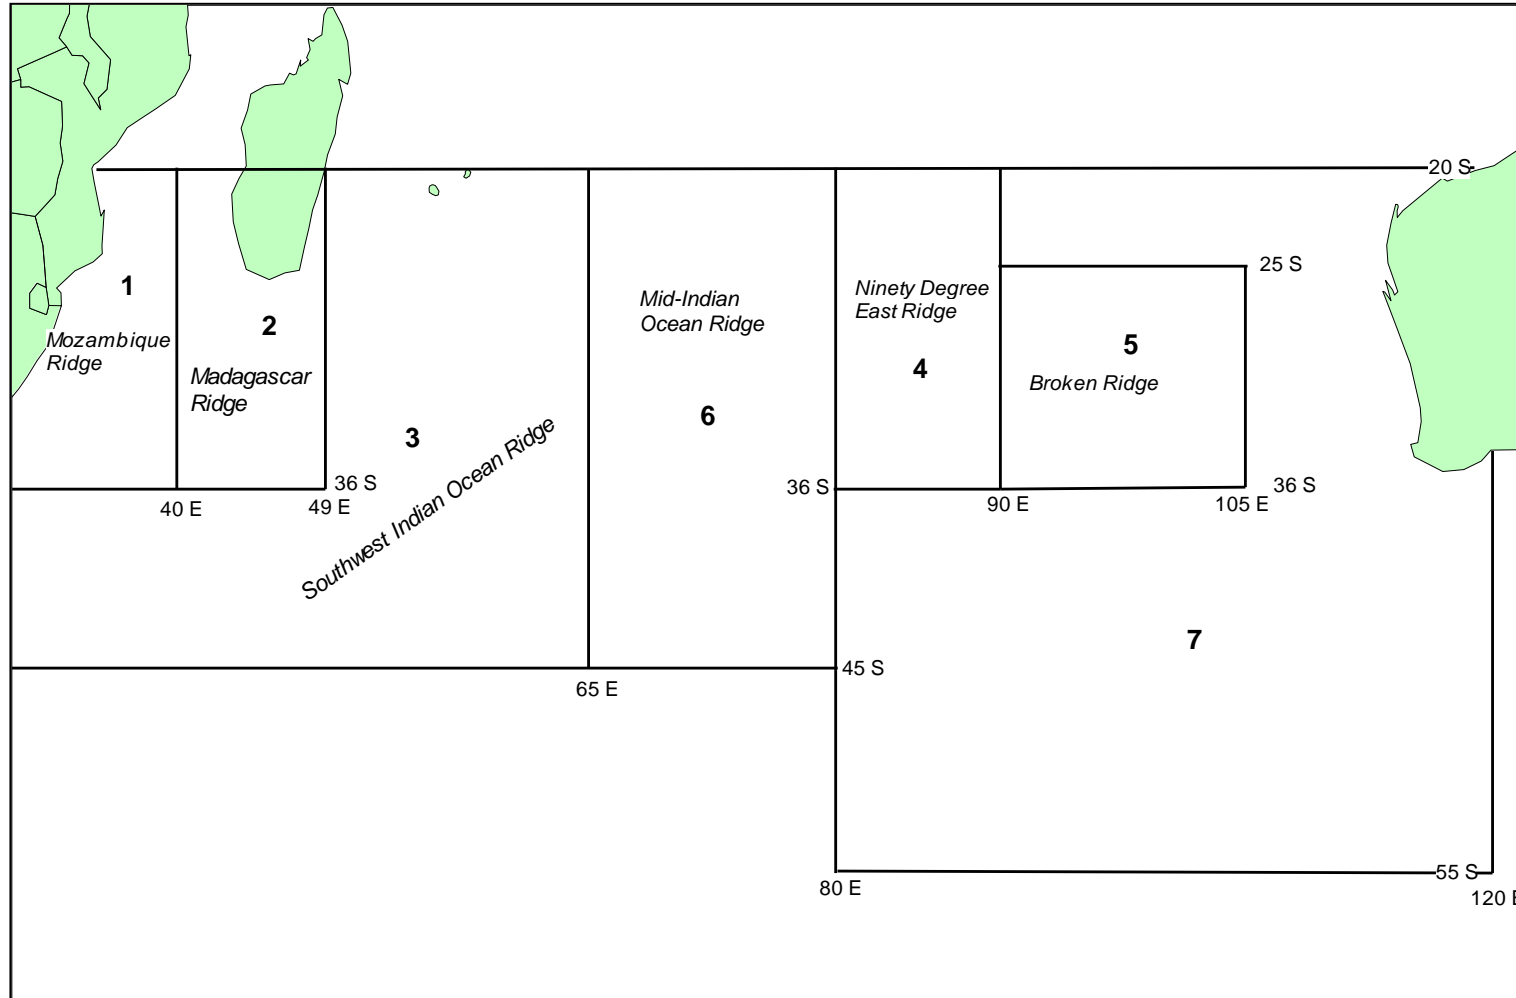 20 S
25 S
1
Mozambique
Ridge
2
Madagascar
Ridge
3
Southwest Indian Ocean Ridge
Mid-Indian
Ocean Ridge
6
Ninety Degree
East Ridge
4
5
Broken Ridge
36 S
36 S
36 S
40 E
49 E
90 E
105 E
7
45 S
65 E
55 S
80 E
120 E